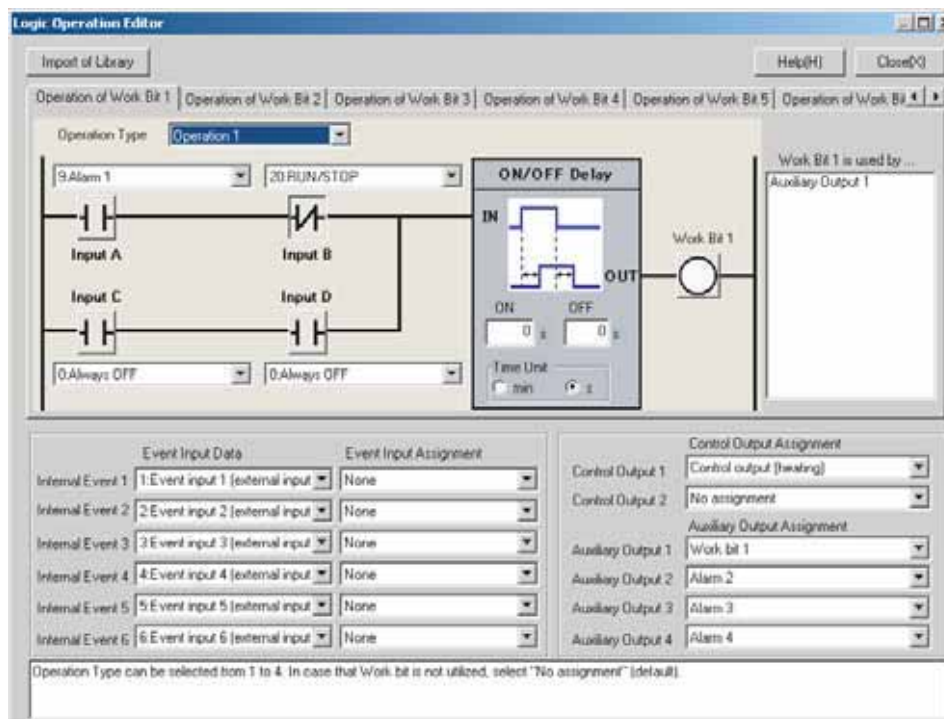 Logic Operation Editor
Import of Library
Help(H)
Close(X)
Operation of Work Bit 1
Operation of Work Bit 2
Operation of Work Bit 3
Operation of Work Bit 4
Operation of Work Bit 5
Operation of Work Bi
Operation Type
Operation 1
9:Alarm 1
20:RUN/STOP
ON/OFF Delay
Work Bit 1 is used by ...
Auxiliary Output 1
IN
Input A
Input B
Work Bit 1
OUT
Input C
Input D
ON
OFF
0 s
0 s
0:Always OFF
0:Always OFF
Time Unit
min
s
Event Input Data
Event Input Assignment
Internal Event 1
1:Event input 1 (external input
None
Internal Event 2
2:Event input 2 (external input
None
Internal Event 3
3:Event input 3 (external input
None
Internal Event 4
4:Event input 4 (external input
None
Internal Event 5
5:Event input 5 (external input
None
Internal Event 6
6:Event input 6 (external input
None
Control Output Assignment
Control Output 1
Control output (heating)
Control Output 2
No assignment
Auxiliary Output Assignment
Auxiliary Output 1
Work bit 1
Auxiliary Output 2
Alarm 2
Auxiliary Output 3
Alarm 3
Auxiliary Output 4
Alarm 4
Operation Type can be selected from 1 to 4. In case that Work bit is not utilized, select "No assignment" (default).